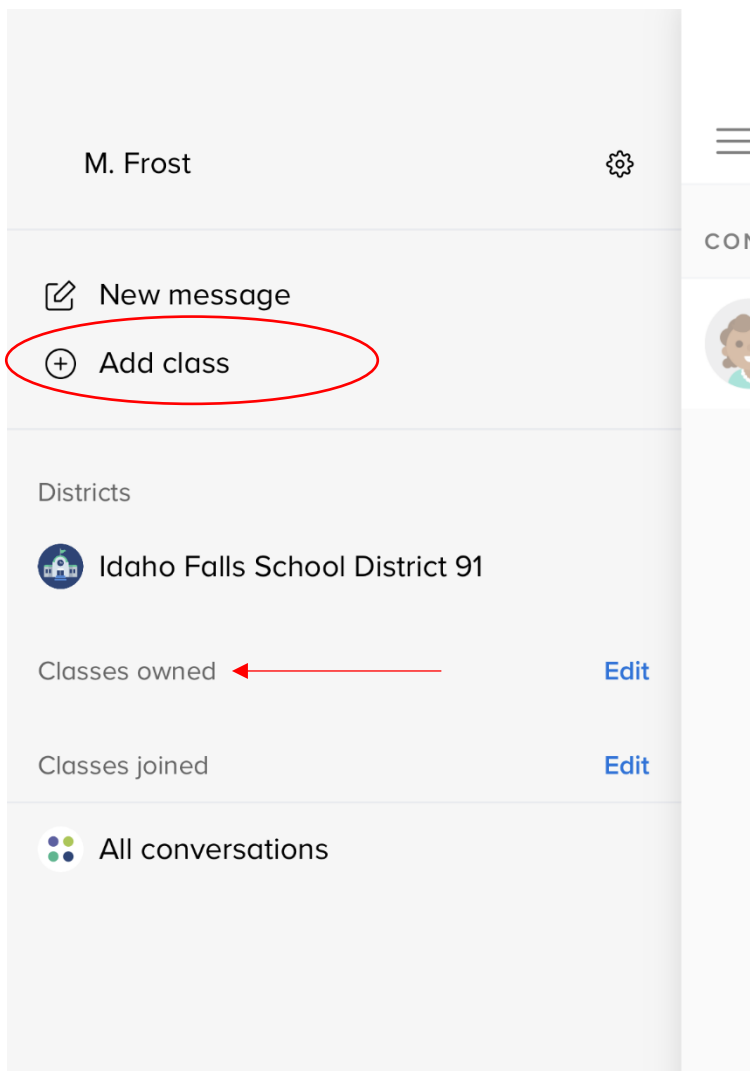 M. Frost
CON
New message
Add class
Districts
Idaho Falls School District 91
Classes owned Edit
Classes joined Edit
All conversations